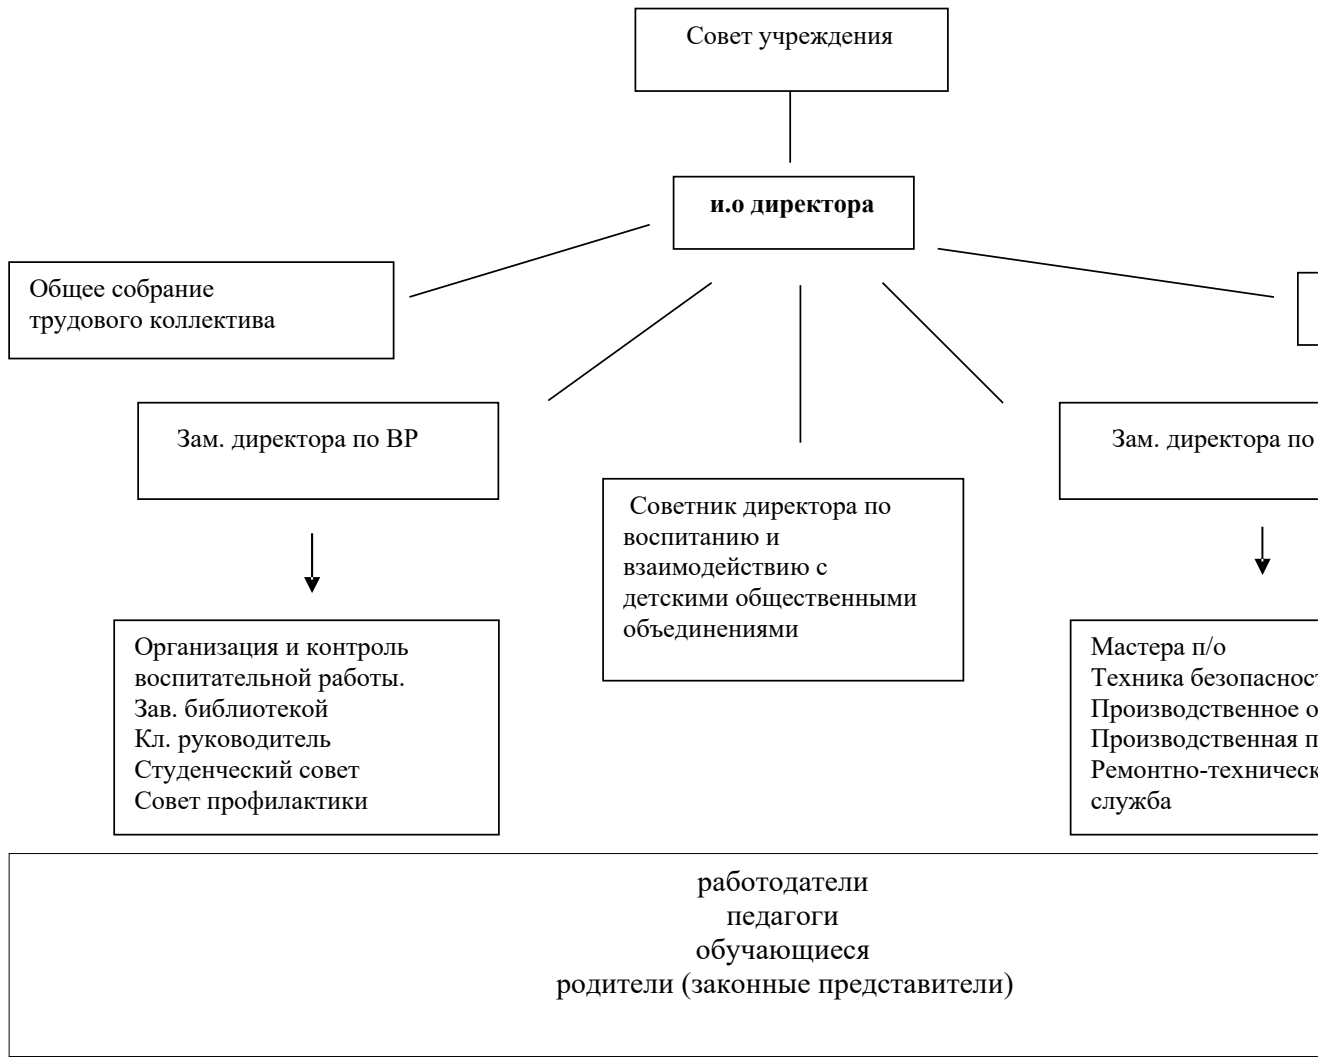 Совет учреждения
и.о директора
Общее собрание
трудового коллектива
Зам. директора по ВР
Зам. директора по
Советник директора по
воспитанию и
взаимодействию с
детскими общественными
объединениями
Организация и контроль
воспитательной работы.
Зав. библиотекой
Кл. руководитель
Студенческий совет
Совет профилактики
Мастера п/о
Техника
Производственное
Производственная
служба
работодатели
педагоги
обучающиеся
родители (законные представители)